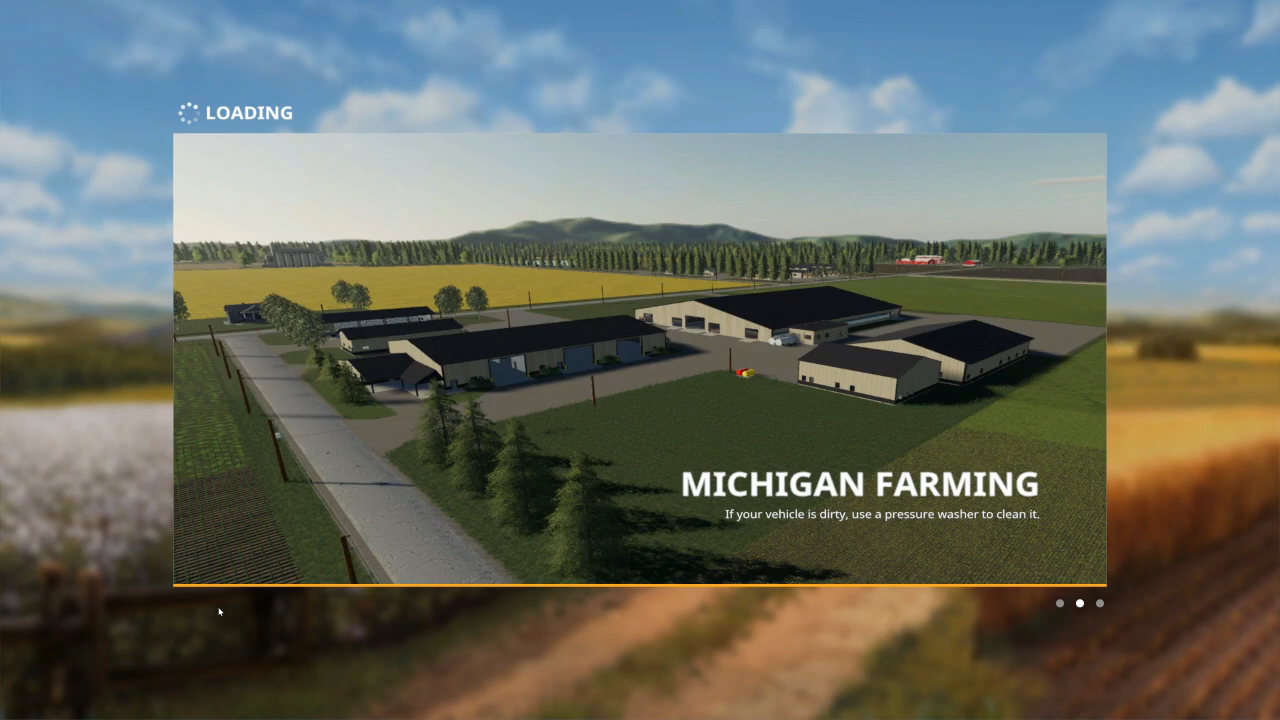 LOADING
MICHIGAN FARMING
If your vehicle is dirty, use a pressure washer to clean it.